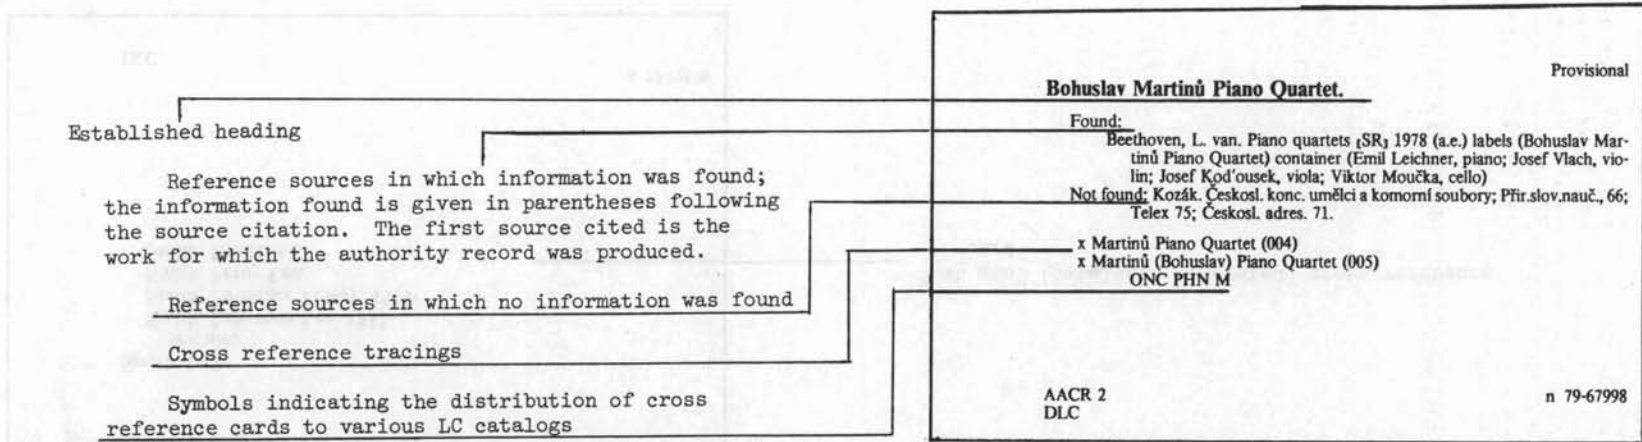 Established heading
Reference sources in which information was found;
the information found is given in parentheses following
the source citation. The first source cited is the
work for which the authority record was produced.
Reference sources in which no information was found
Cross reference tracings
Symbols indicating the distribution of cross
reference cards to various LC catalogs
Provisional
Bohuslav Martinů Piano Quartet.
Found:
Beethoven, L. van. Piano quartets [SR] 1978 (a.e.) labels (Bohuslav Mar-
tinů Piano Quartet) container (Emil Leichner, piano; Josef Vlach, vio-
lin; Josef Kod'ousek, viola; Viktor Moučka, cello)
Not found: Kozák. Českosl. konc. umělci a komorní soubory; Přir.slov.nauč., 66;
Telex 75; Českosl. adres. 71.
x Martinů Piano Quartet (004)
x Martinů (Bohuslav) Piano Quartet (005)
ONC PHN M
AACR 2
DLC
n 79-67998